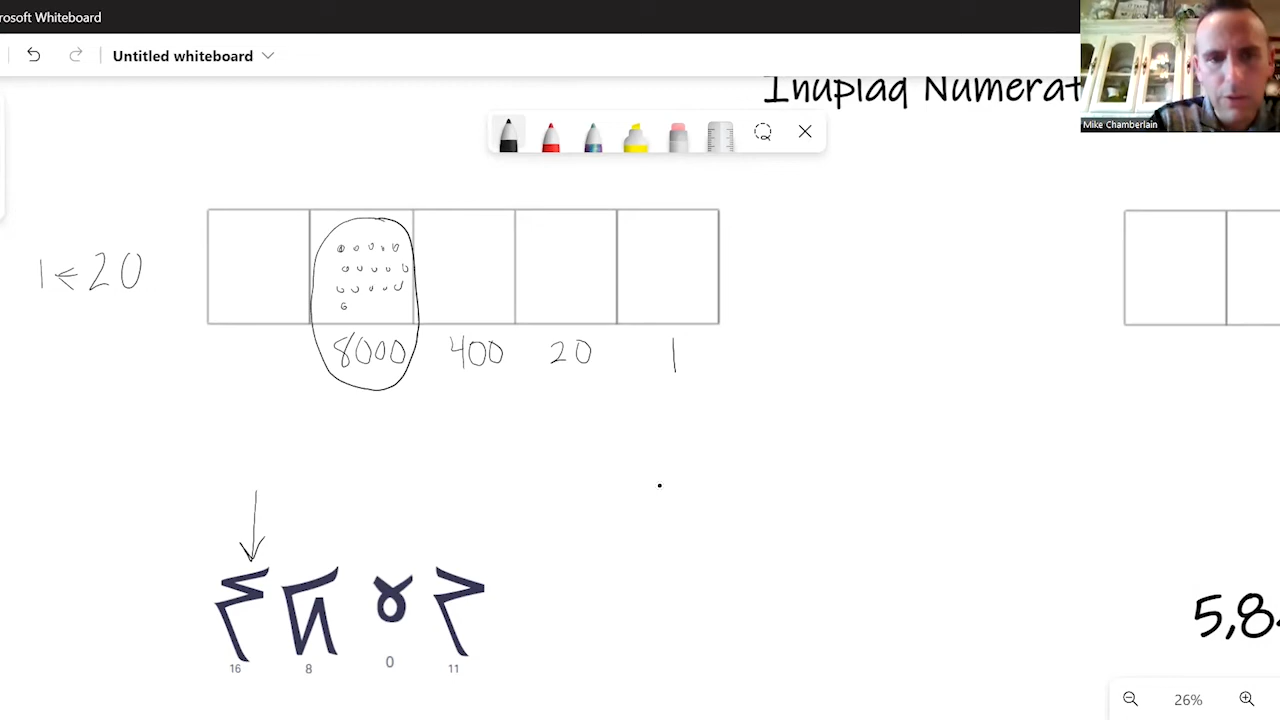 rosoft Whiteboard
Untitled whiteboard
Inupiaq Numerat
Mike Chamberlain
1 ← 20
8000 400 20 1
16 8 0 11
5,8
26%